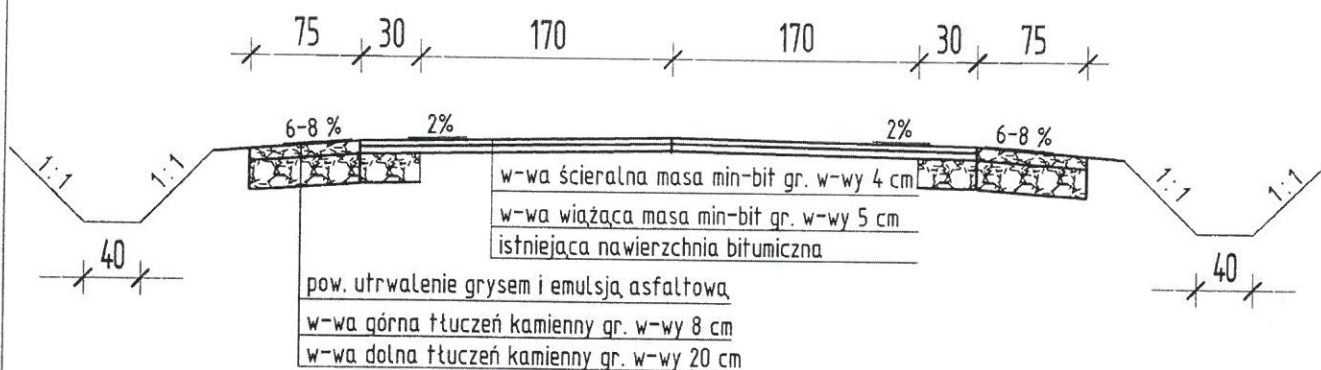 75 30 170 170 30 75
6-8 % 2% 2% 6-8 %
1:1 1:1 1:1 1:1
w-wa ścieralna masa min-bit gr. w-wy 4 cm
w-wa wiążąca masa min-bit gr. w-wy 5 cm
istniejąca nawierzchnia bitumiczna
40 40
pow. utrwalenie grysem i emulsją asfaltową
w-wa górna tłuczeń kamienny gr. w-wy 8 cm
w-wa dolna tłuczeń kamienny gr. w-wy 20 cm